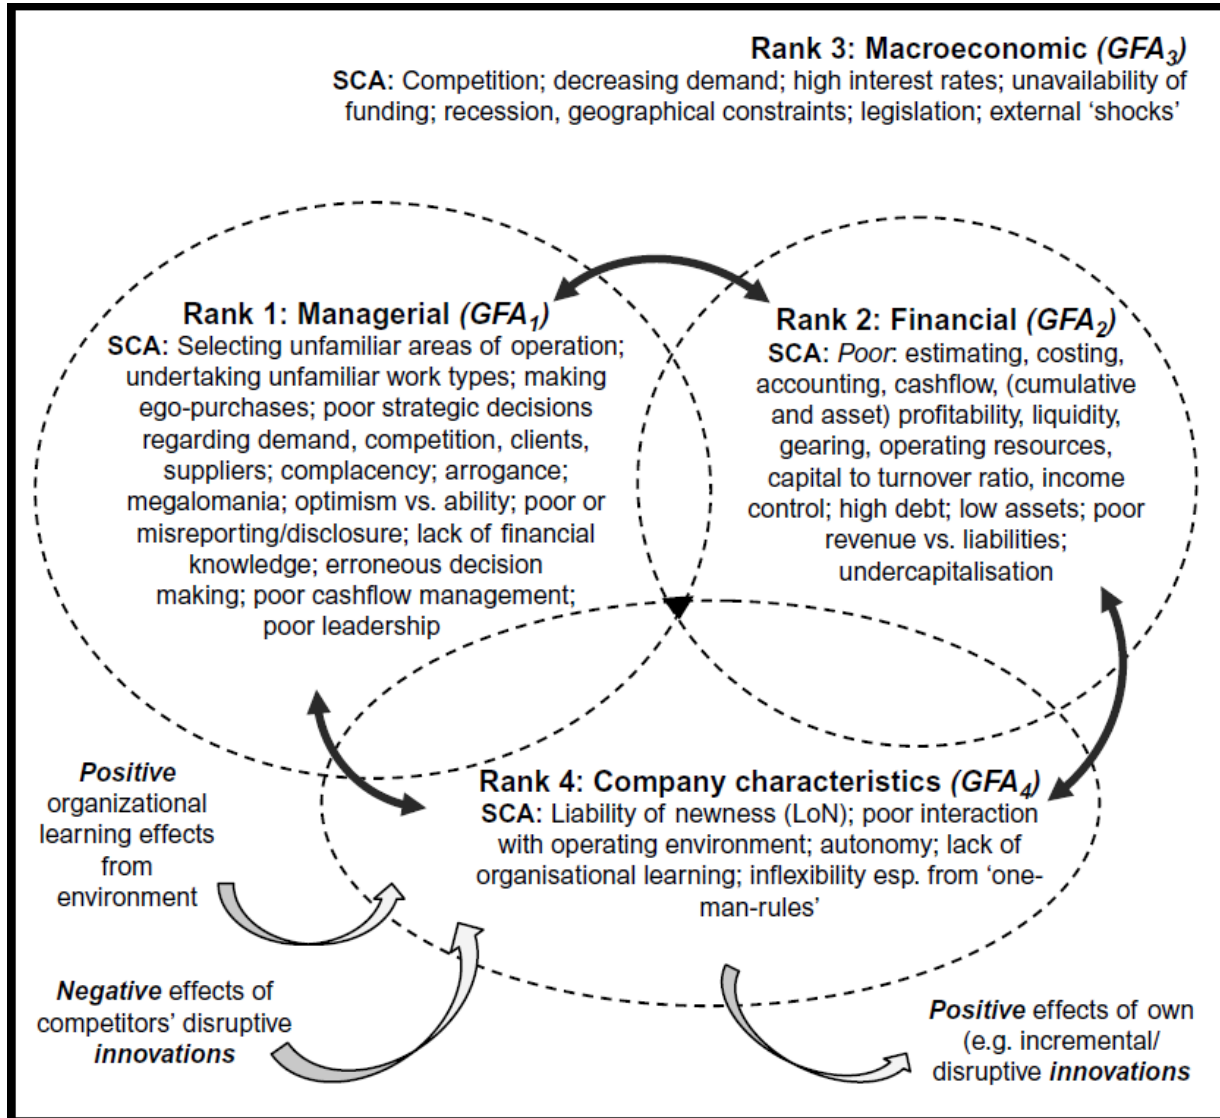 Rank 3: Macroeconomic (GFA3)
SCA: Competition; decreasing demand; high interest rates; unavailability of
funding; recession, geographical constraints; legislation; external ‘shocks’
Rank 1: Managerial (GFA1)
SCA: Selecting unfamiliar areas of operation;
undertaking unfamiliar work types; making
ego-purchases; poor strategic decisions
regarding demand, competition, clients,
suppliers; complacency; arrogance;
megalomania; optimism vs. ability; poor or
misreporting/disclosure; lack of financial
knowledge; erroneous decision
making; poor cashflow management;
poor leadership
Rank 2: Financial (GFA2)
SCA: Poor: estimating, costing,
accounting, cashflow, (cumulative
and asset) profitability, liquidity,
gearing, operating resources,
capital to turnover ratio, income
control; high debt; low assets; poor
revenue vs. liabilities;
undercapitalisation
Rank 4: Company characteristics (GFA4)
SCA: Liability of newness (LoN); poor interaction
with operating environment; autonomy; lack of
organisational learning; inflexibility esp. from ‘one-
man-rules’
Positive
organizational
learning effects
from
environment
Negative effects of
competitors’ disruptive
innovations
Positive effects of own
(e.g. incremental/
disruptive innovations